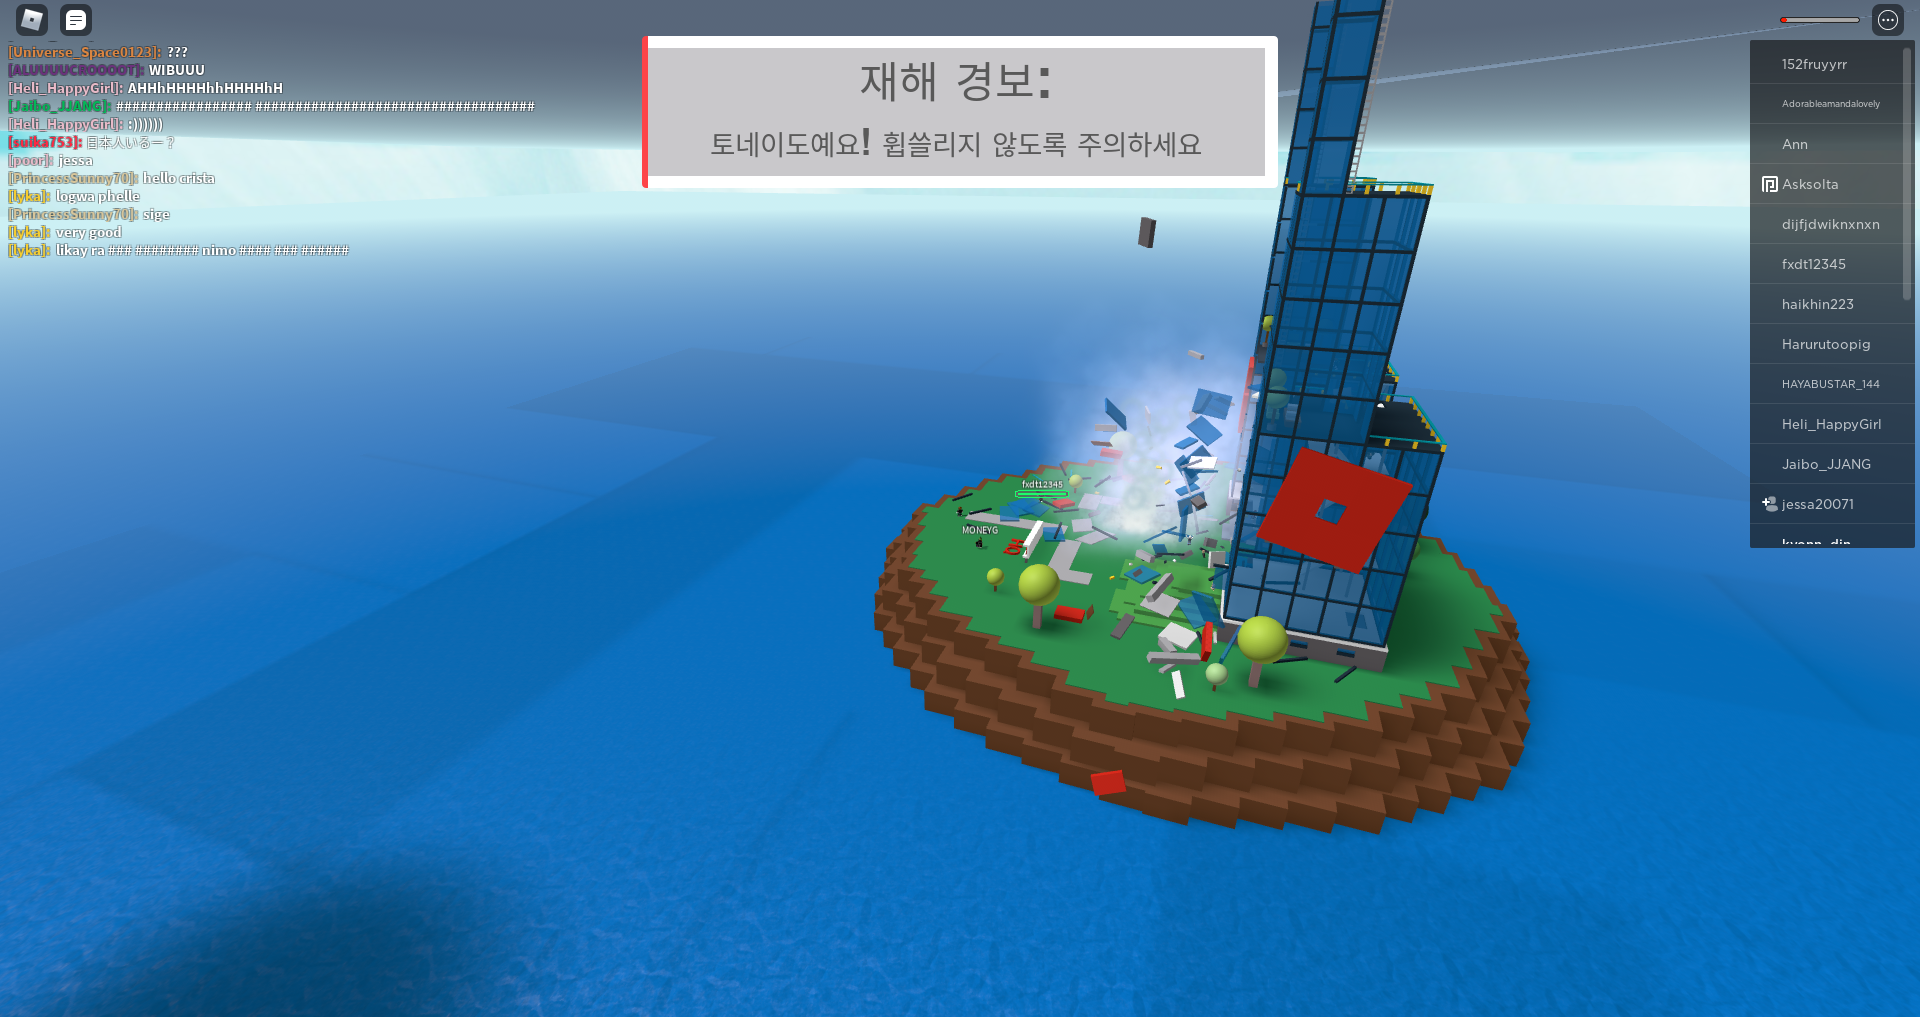 [Universe_Space0123]: ???
[ALUUUUCROOOOT]: WIBUUU
[Heli_HappyGirl]: AHHhHHHHhhHHHHhH
[Jaibo_JJANG]: ################# ###################################
[Heli_HappyGirl]: :))))))
[suika753]: 日本人いるー？
[poor]: jessa
[PrincessSunny70]: hello crista
[lyka]: logwa phelle
[PrincessSunny70]: sige
[lyka]: very good
[lyka]: likay ra ### ######## nimo #### ### ######
재해 경보:
토네이도예요! 휩쓸리지 않도록 주의하세요
fxdt12345
MONEYG
152fruyyrr
Adorableamandalovely
Ann
Asksolta
dijfjdwiknxnxn
fxdt12345
haikhin223
Harurutoopig
HAYABUSTAR_144
Heli_HappyGirl
Jaibo_JJANG
jessa20071